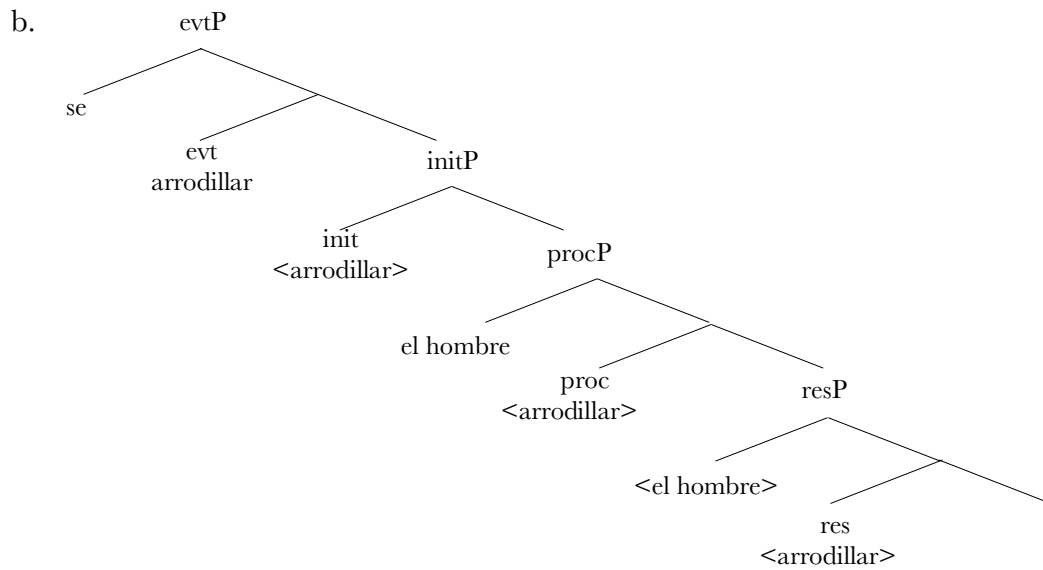 b.
evtP
se
evt
arrodillar
initP
init
<arrodillar>
procP
el hombre
proc
<arrodillar>
resP
<el hombre>
res
<arrodillar>